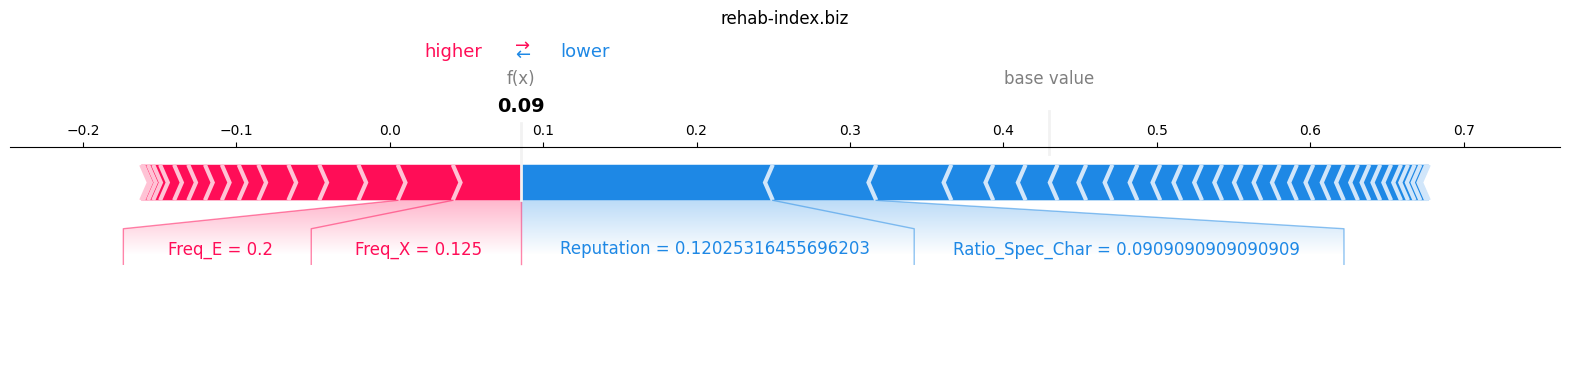 rehab-index.biz
higher → ← lower
f(x) base value
0.09
−0.2 −0.1 0.0 0.1 0.2 0.3 0.4 0.5 0.6 0.7
Freq_E = 0.2 Freq_X = 0.125 Reputation = 0.12025316455696203 Ratio_Spec_Char = 0.0909090909090909